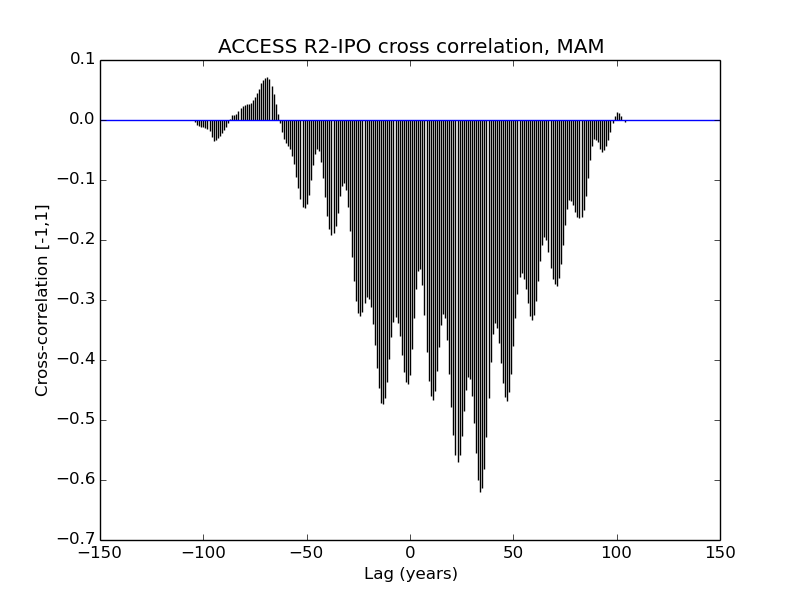 ACCESS R2-IPO cross correlation, MAM
0.1
0.0
−0.1
−0.2
−0.3
−0.4
−0.5
−0.6
−0.7
Cross-correlation [-1,1]
−150 −100 −50 0 50 100 150
Lag (years)